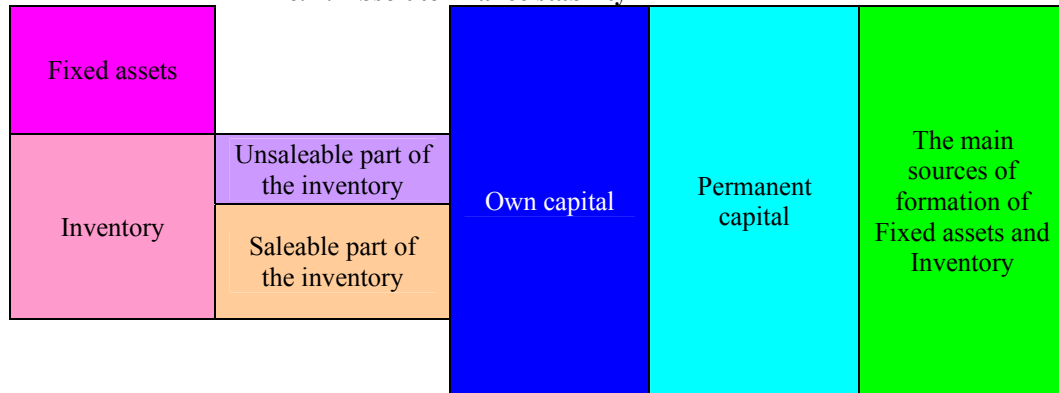 Fixed assets
Inventory
Unsaleable part of
the inventory
Saleable part of
the inventory
Own capital
Permanent
capital
The main
sources of
formation of
Fixed assets and
Inventory